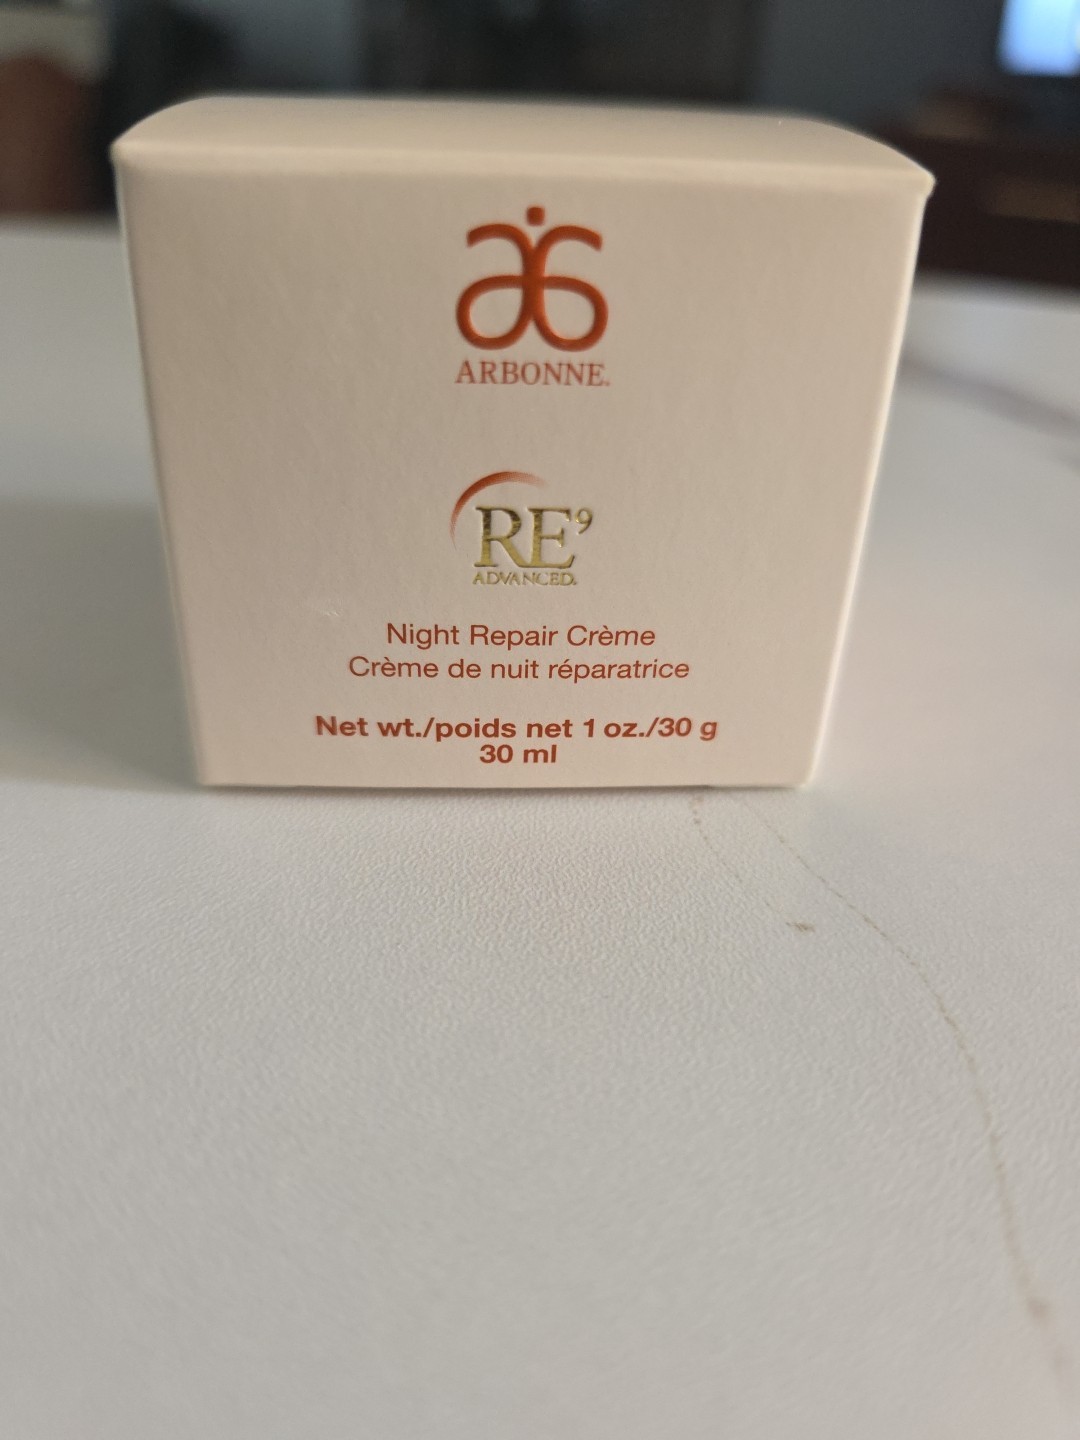 ARBONNE.
RE⁹
ADVANCED.
Night Repair Crème
Crème de nuit réparatrice
Net wt./poids net 1 oz./30 g
30 ml